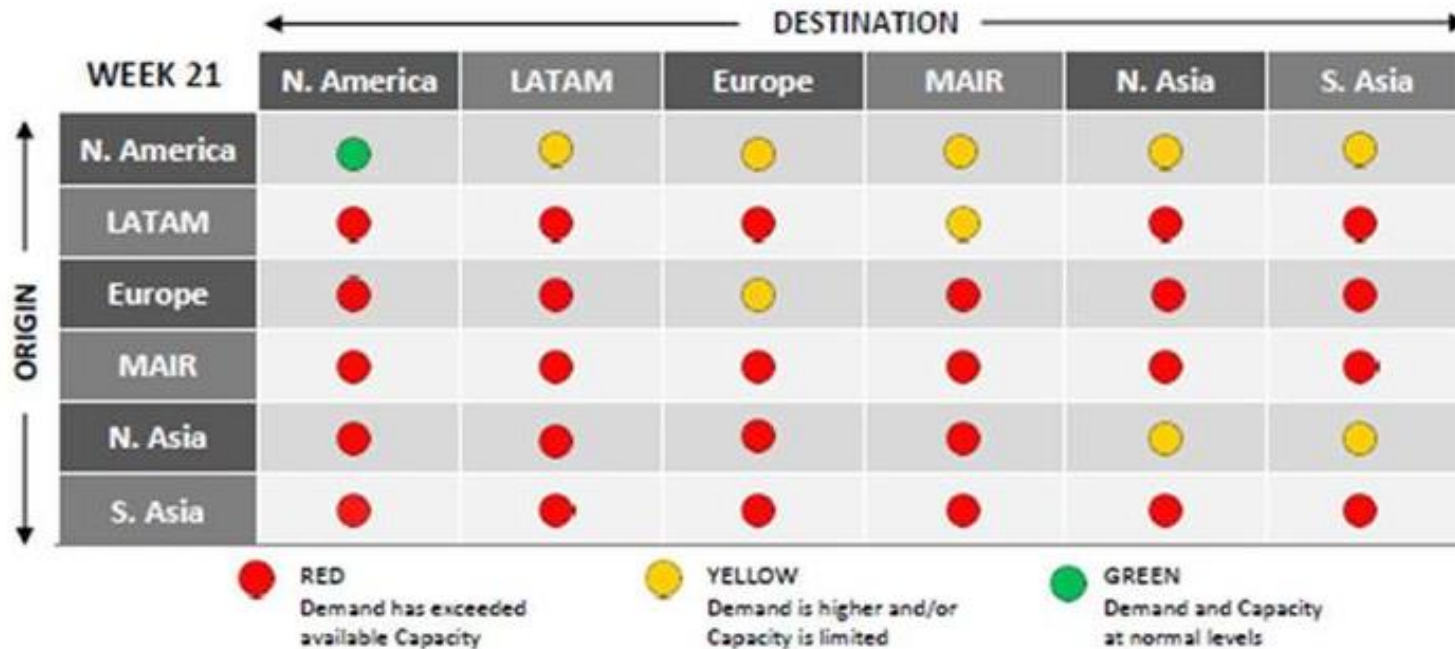 DESTINATION
WEEK 21
N. America
LATAM
Europe
MAIR
N. Asia
S. Asia
ORIGIN
N. America
LATAM
Europe
MAIR
N. Asia
S. Asia
RED
Demand has exceeded
available Capacity
YELLOW
Demand is higher and/or
Capacity is limited
GREEN
Demand and Capacity
at normal levels